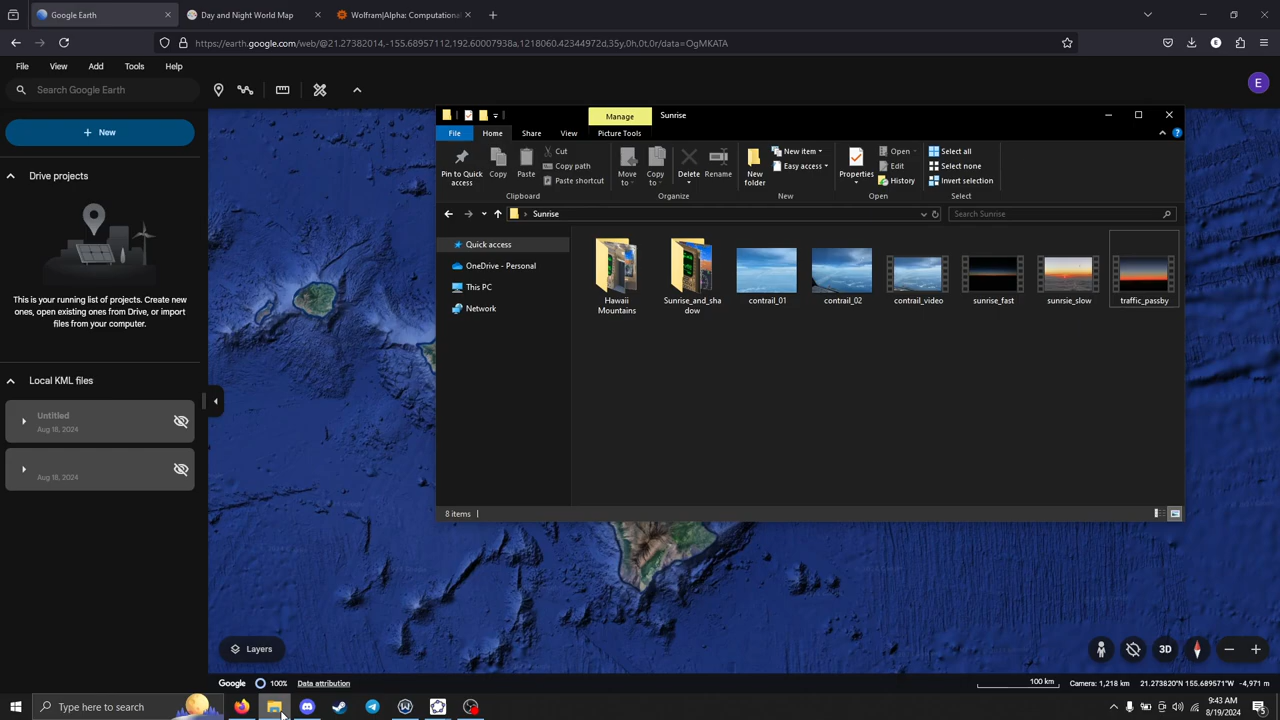 Google Earth
Day and Night World Map
Wolfram|Alpha: Computational
https://earth.google.com/web/@21.27382014,-155.68957112,192.60007938a,1218060.42344972d,35y,0h,0t,0r/data=OgMKATA
File View Add Tools Help
Search Google Earth
E
New
Drive projects
This is your running list of projects. Create new
ones, open existing ones from Drive, or import
files from your computer.
Local KML files
Untitled
Aug 18, 2024
Aug 18, 2024
Manage
Sunrise
File Home Share View Picture Tools
Pin to Quick
access
Copy
Paste
Cut
Copy path
Paste shortcut
Clipboard
Move
to
Copy
to
Delete
Rename
Organize
New
folder
New item
Easy access
New
Properties
Open
Edit
History
Open
Select all
Select none
Invert selection
Select
Sunrise
Search Sunrise
Quick access
OneDrive - Personal
This PC
Network
Hawaii
Mountains
Sunrise_and_sha
dow
contrail_01
contrail_02
contrail_video
sunrise_fast
sunrsie_slow
traffic_passby
8 items
Layers
3D
Google
100%
Data attribution
100 km
Camera: 1,218 km
21.273820°N 155.689571°W
-4,971 m
Type here to search
9:43 AM
8/19/2024
5